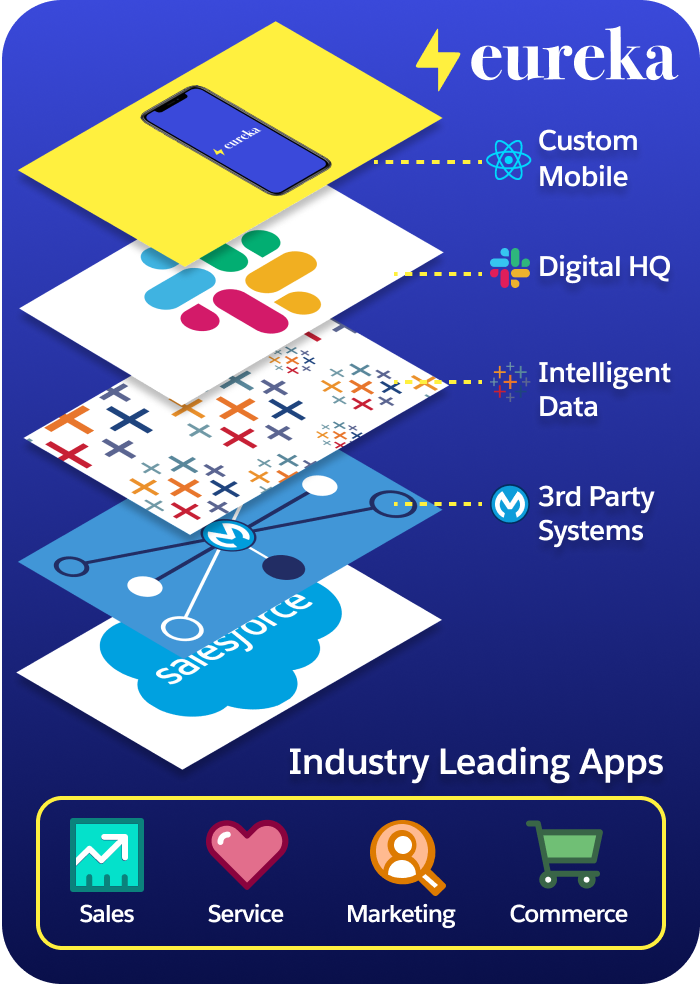 eureka
eureka
Custom
Mobile
Digital HQ
Intelligent
Data
3rd Party
Systems
salesforce
Industry Leading Apps
Sales
Service
Marketing
Commerce